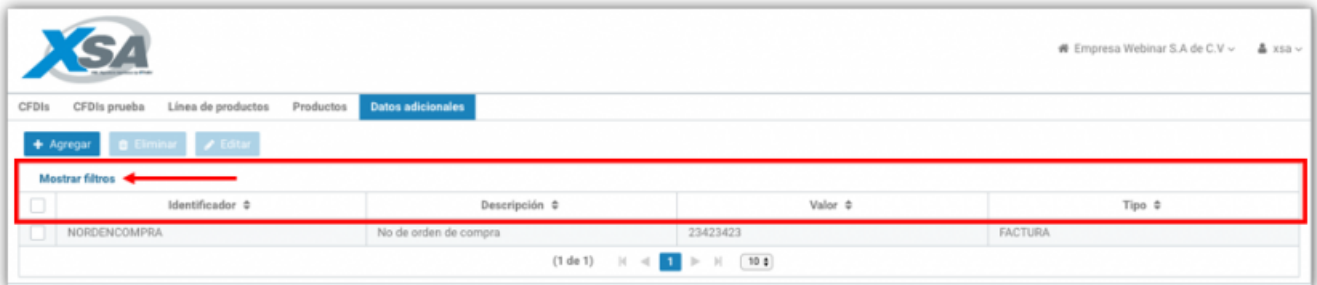 XSA
Empresa Webinar S.A de C.V xsa
CFDIs CFDIs prueba Línea de productos Productos Datos adicionales
Agregar Eliminar Editar
Mostrar filtros
Identificador Descripción Valor Tipo
NORDENCOMPRA No de orden de compra 23423423 FACTURA
(1 de 1) 1 10